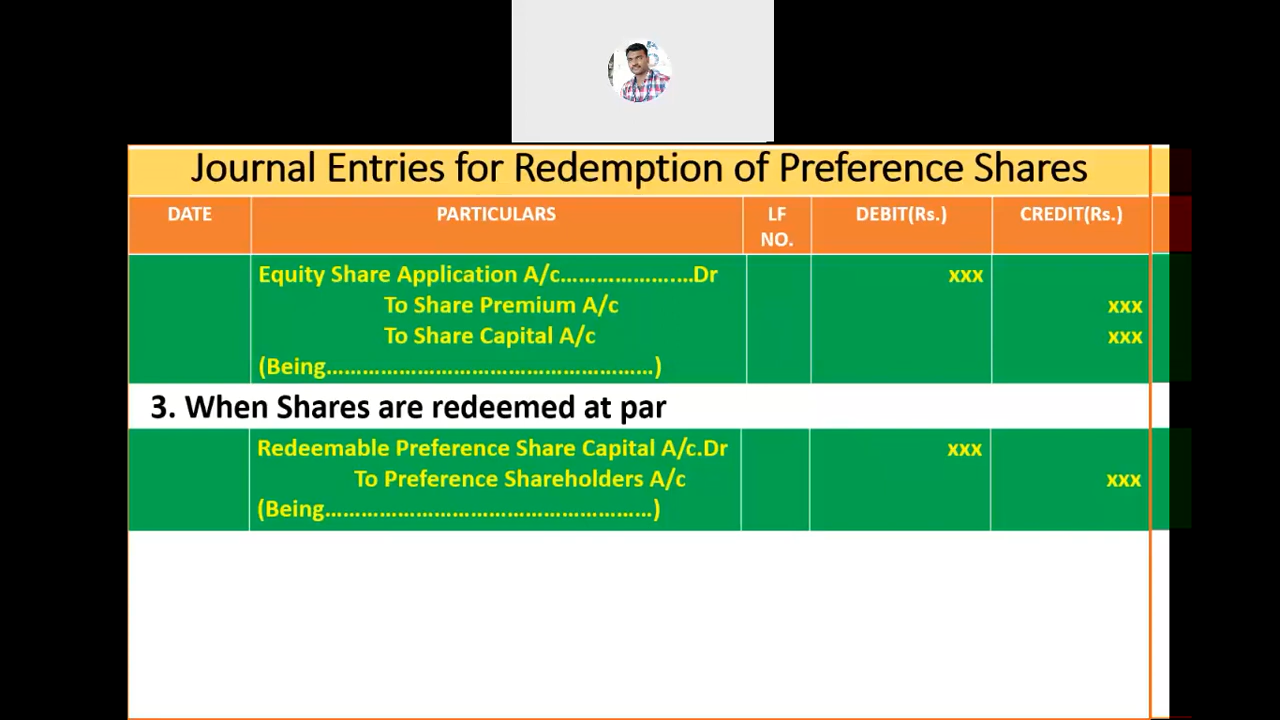 Journal Entries for Redemption of Preference Shares
DATE PARTICULARS LF NO. DEBIT(Rs.) CREDIT(Rs.)
Equity Share Application A/c......................Dr xxx
To Share Premium A/c xxx
To Share Capital A/c xxx
(Being......................................................)
3. When Shares are redeemed at par
Redeemable Preference Share Capital A/c.Dr xxx
To Preference Shareholders A/c xxx
(Being......................................................)